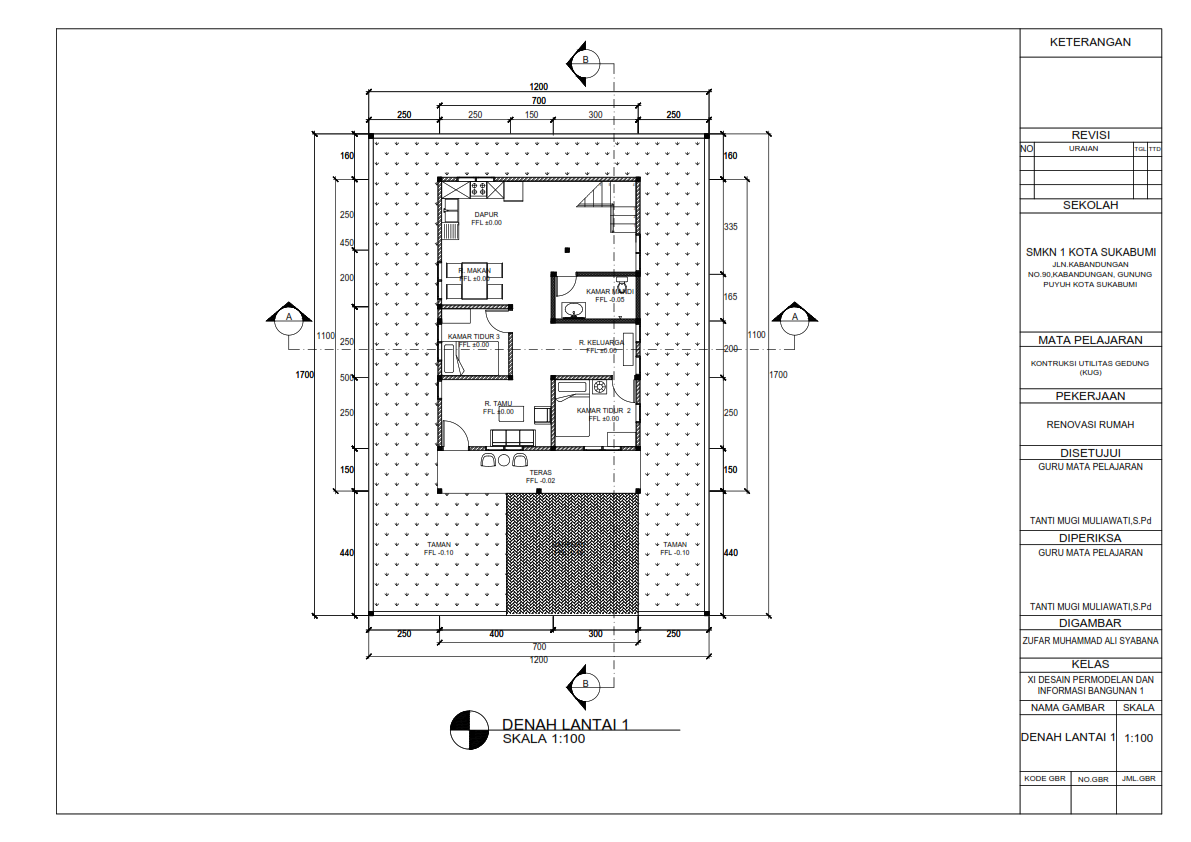 B
1200
700
250
250
150
300
250
160
250
450
200
1100
250
1700
500
250
150
440
160
335
165
200
1100
1700
250
150
440
DAPUR
FFL ±0.00
R. MAKAN
FFL ±0.00
KAMAR MANDI
FFL -0.05
A
A
KAMAR TIDUR 3
FFL ±0.00
R. KELUARGA
FFL ±0.00
R. TAMU
FFL ±0.00
KAMAR TIDUR 2
FFL ±0.00
TERAS
FFL -0.02
TAMAN
FFL -0.10
TAMAN
FFL -0.10
250
400
300
250
700
1200
B
DENAH LANTAI 1
SKALA 1:100
KETERANGAN
REVISI
NO URAIAN TGL TTD
SEKOLAH
SMKN 1 KOTA SUKABUMI
JLN.KABANDUNGAN
NO.90,KABANDUNGAN, GUNUNG
PUYUH KOTA SUKABUMI
MATA PELAJARAN
KONTRUKSI UTILITAS GEDUNG
(KUG)
PEKERJAAN
RENOVASI RUMAH
DISETUJUI
GURU MATA PELAJARAN
TANTI MUGI MULIAWATI,S.Pd
DIPERIKSA
GURU MATA PELAJARAN
TANTI MUGI MULIAWATI,S.Pd
DIGAMBAR
ZUFAR MUHAMMAD ALI SYABANA
KELAS
XI DESAIN PERMODELAN DAN
INFORMASI BANGUNAN 1
NAMA GAMBAR SKALA
DENAH LANTAI 1 1:100
KODE GBR NO.GBR JML.GBR